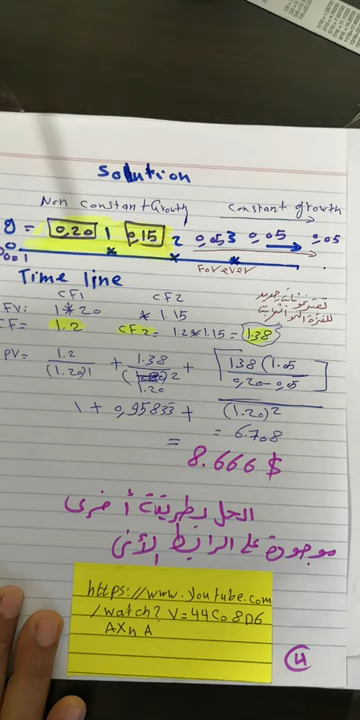 Solution
Non constant Growth    Constant growth
g = 0,20 1 0,15 2 0,05 3 0,05 0,05
0
Forever
Time line
CF1    CF2
FV: 1*20    * 1.15
CF= 1.2    CF2 = 1.2*1.15 = 1.38
PV= 1.2/(1.20)1 + 1.38/(1.20)2 + 1.38(1.05/0,20-0,05
1 + 0,95833 + (1.20)2
= 6.708
= 8.666 $
الحل بطريقة أخرى
موجودة على الرابط الآتى
https://www.youtube.com
/watch?V=44Co8D6
AXnA
4